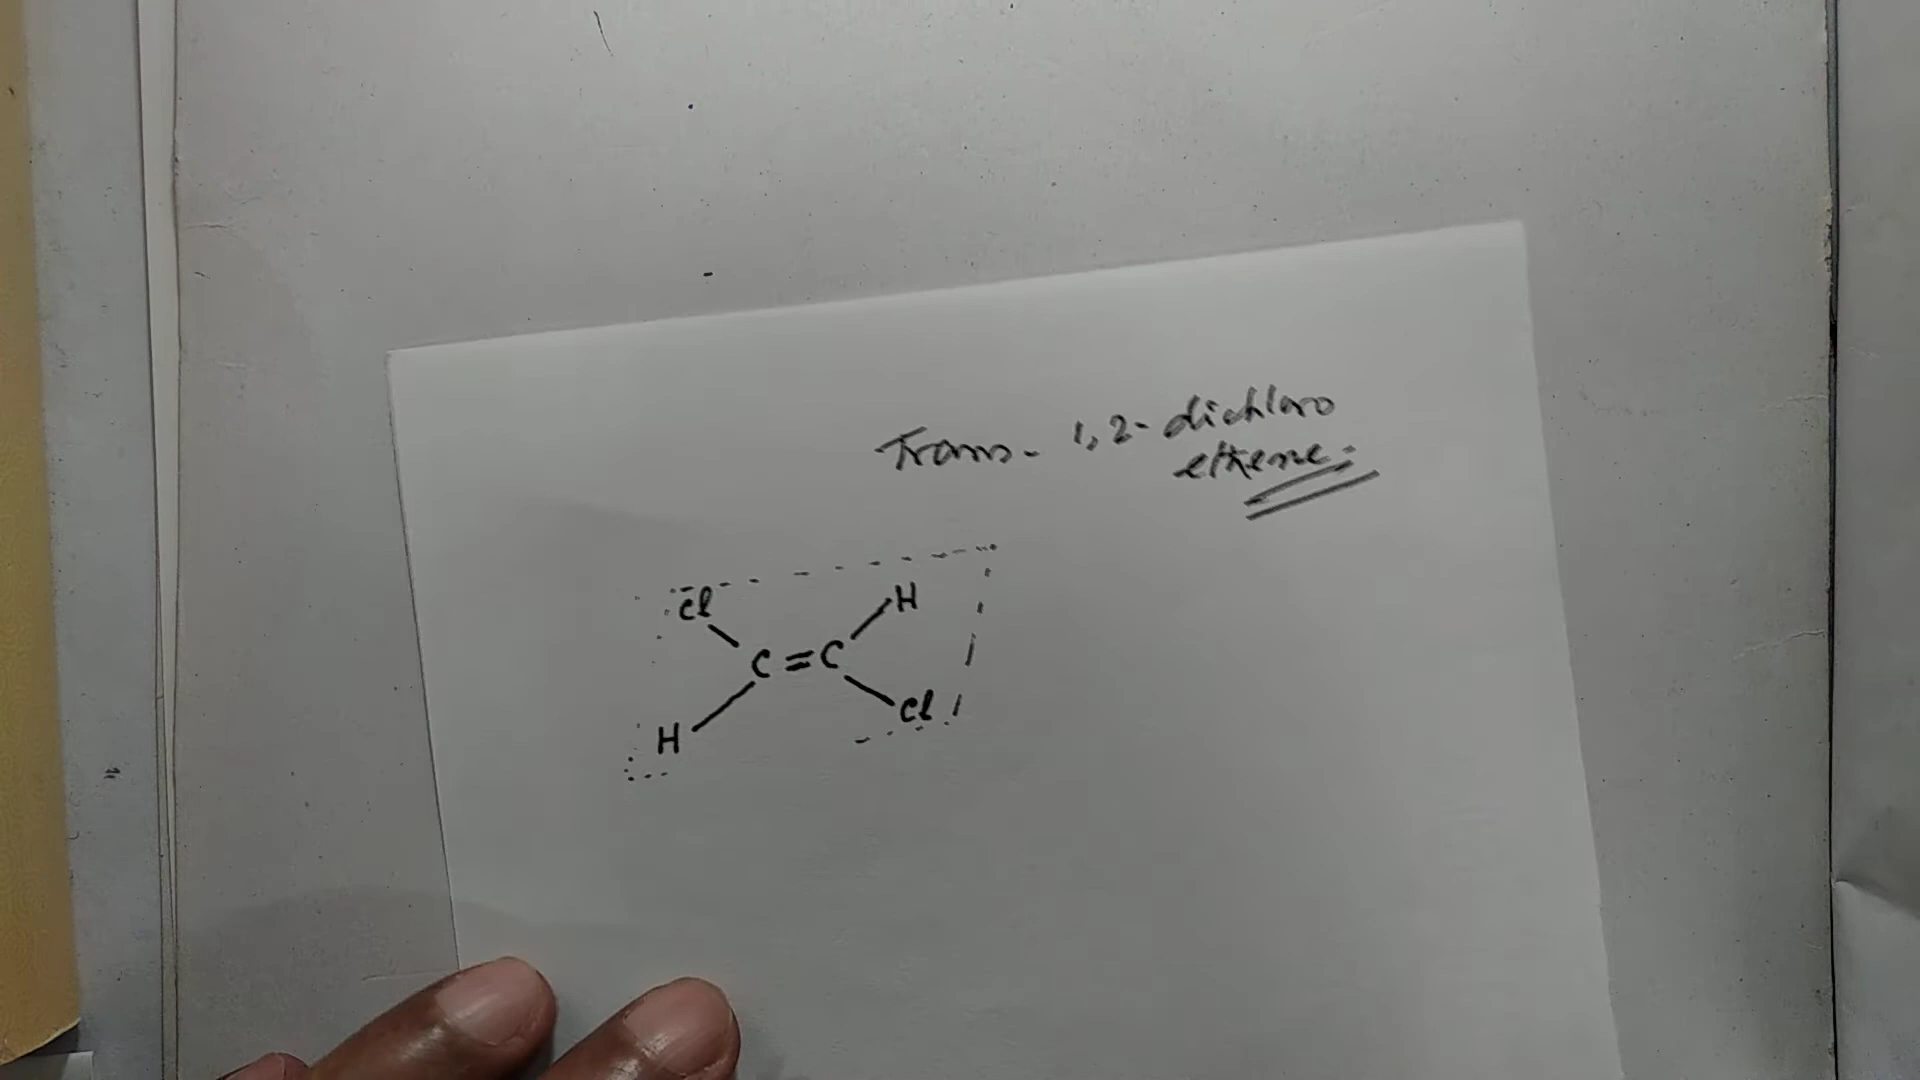 Trans- 1,2-dichloro
ethene.
Cl H
C=C
H Cl